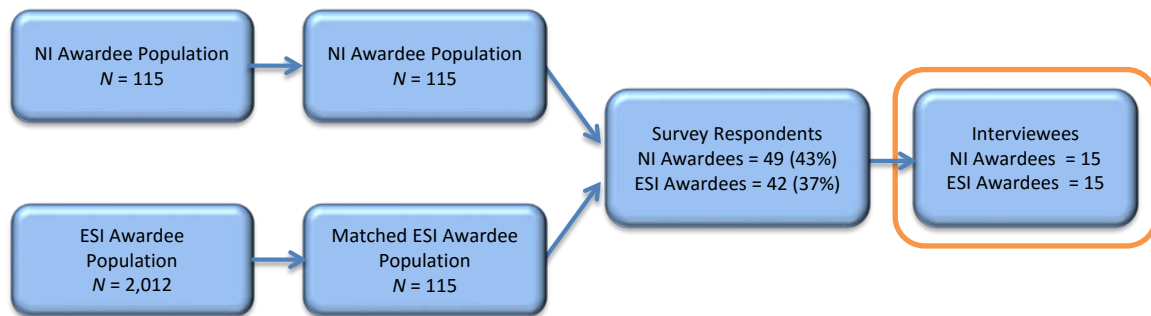 NI Awardee Population
N = 115
NI Awardee Population
N = 115
ESI Awardee
Population
N = 2,012
Matched ESI Awardee
Population
N = 115
Survey Respondents
NI Awardees = 49 (43%)
ESI Awardees = 42 (37%)
Interviewees
NI Awardees = 15
ESI Awardees = 15